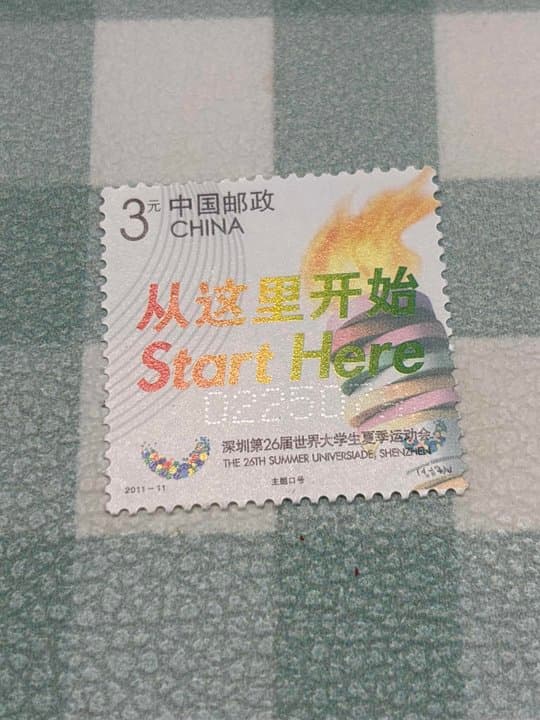 3元 中国邮政
CHINA
从这里开始
Start Here
深圳第26届世界大学生夏季运动会
THE 26TH SUMMER UNIVERSIADE, SHENZHEN
2011-11
主题口号